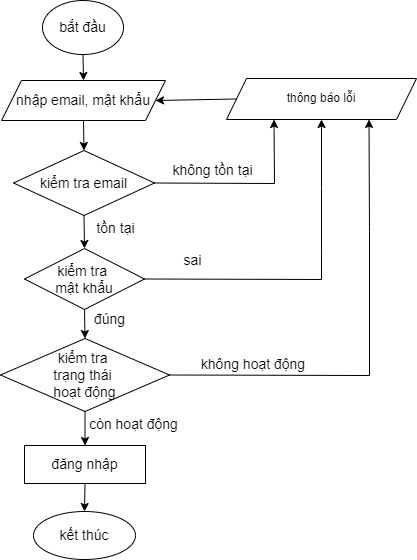 bắt đầu
nhập email, mật khẩu
thông báo lỗi
kiểm tra email
không tồn tại
tồn tại
kiểm tra
mật khẩu
sai
đúng
kiểm tra
trạng thái
hoạt động
không hoạt động
còn hoạt động
đăng nhập
kết thúc